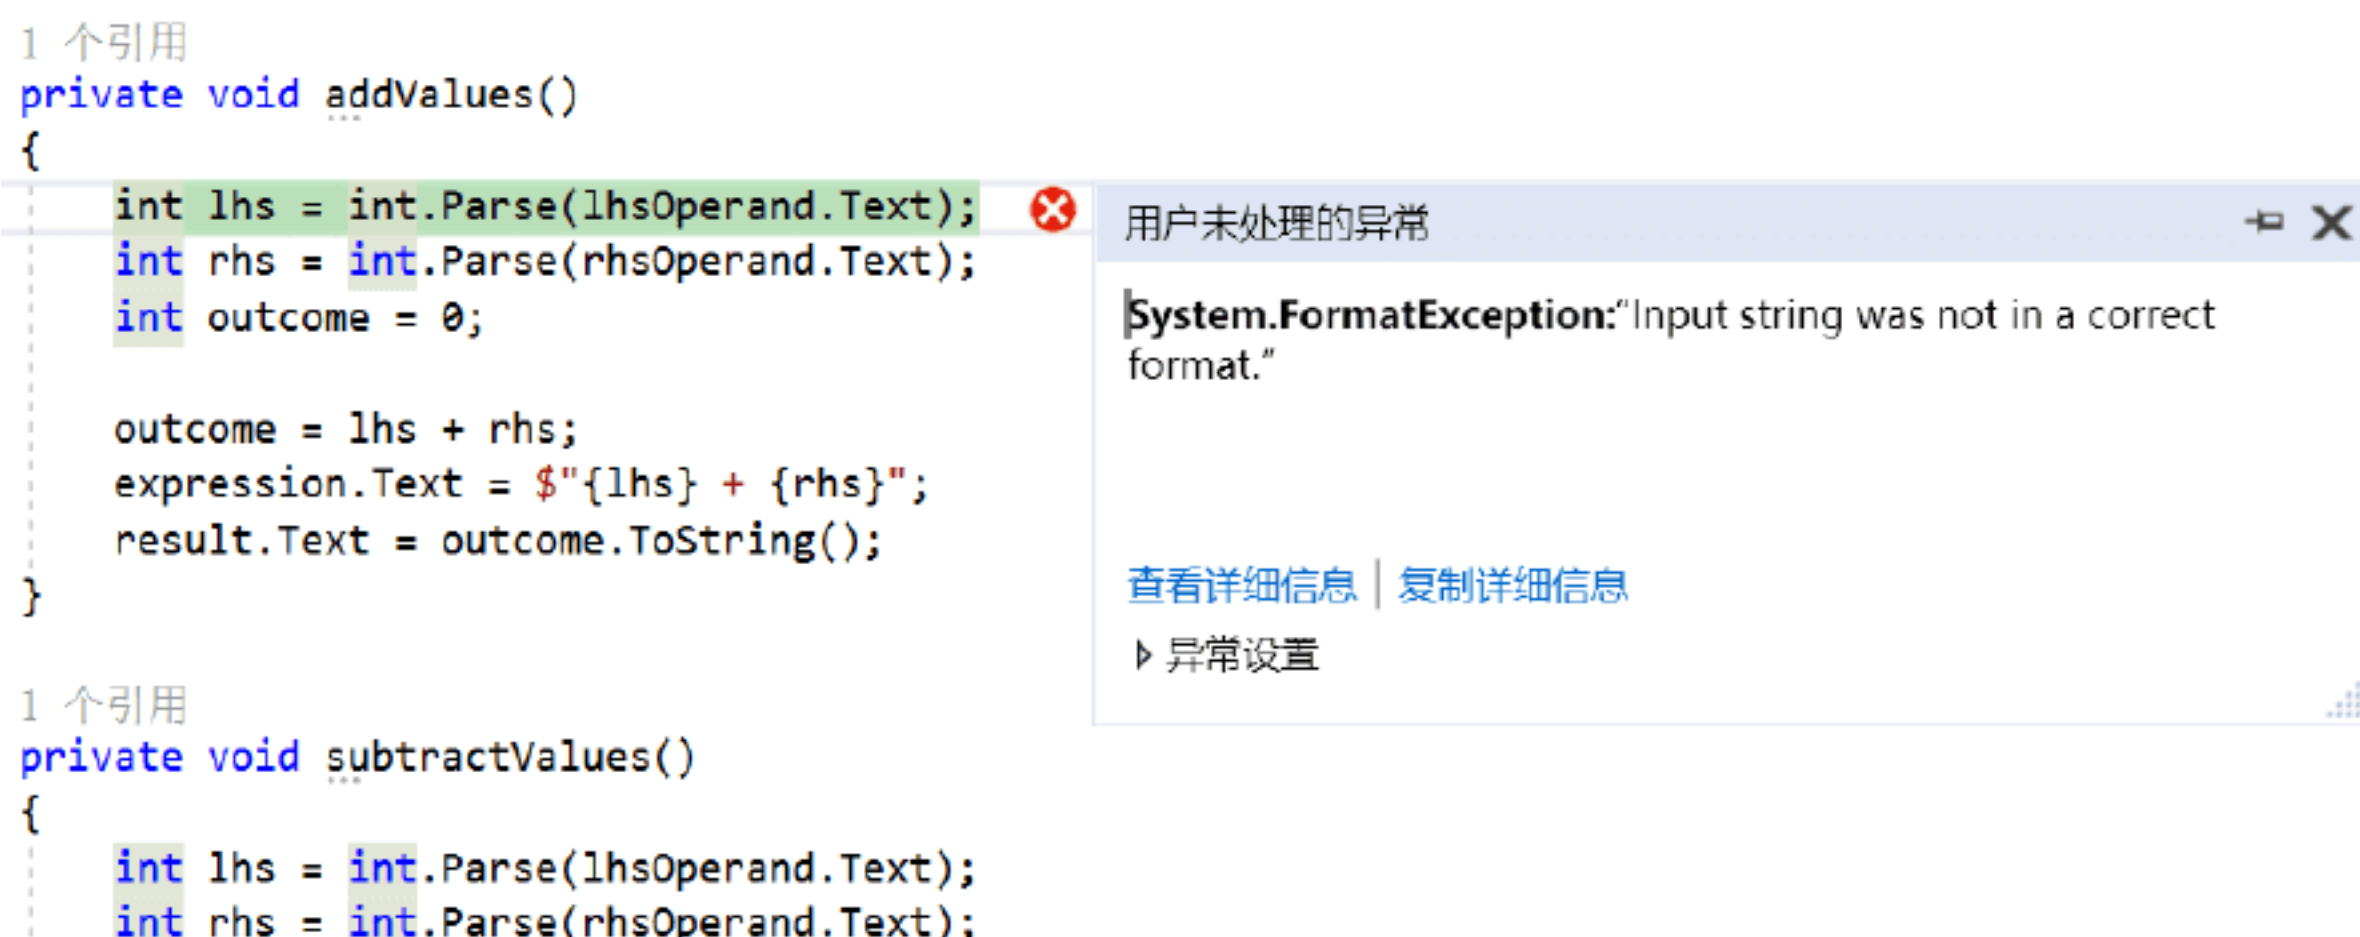 1 个引用
private void addValues()
{
int lhs = int.Parse(lhsOperand.Text);
int rhs = int.Parse(rhsOperand.Text);
int outcome = 0;
outcome = lhs + rhs;
expression.Text = $"{lhs} + {rhs}";
result.Text = outcome.ToString();
}
用户未处理的异常
System.FormatException:“Input string was not in a correct
format.”
查看详细信息 | 复制详细信息
异常设置
1 个引用
private void subtractValues()
{
int lhs = int.Parse(lhsOperand.Text);
int rhs = int.Parse(rhsOperand.Text);